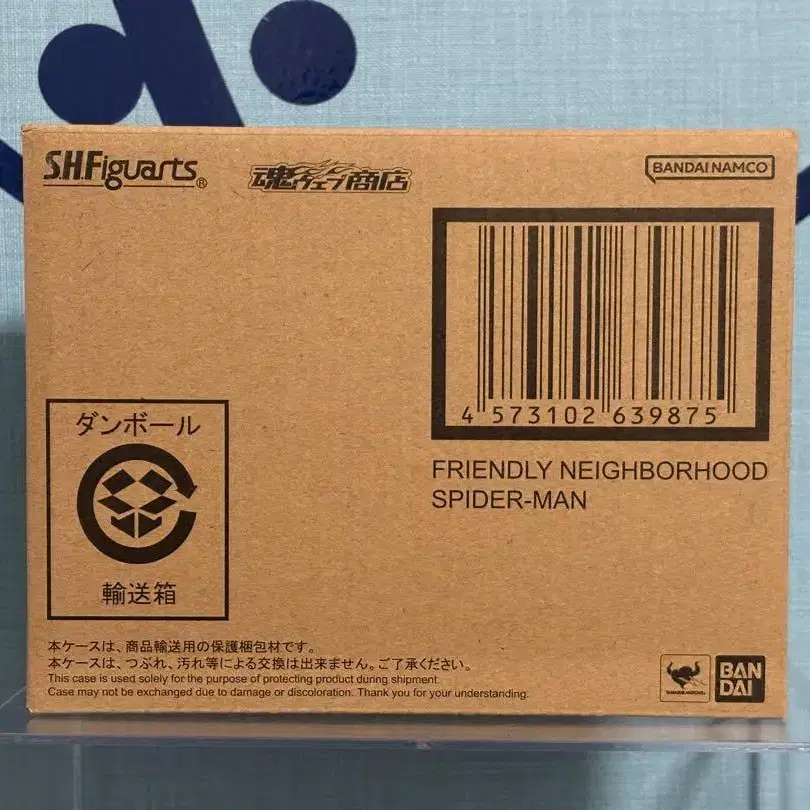 S.H.Figuarts®
魂ウェブ商店
BANDAI NAMCO
4 573102 639875
FRIENDLY NEIGHBORHOOD
SPIDER-MAN
ダンボール
輸送箱
本ケースは、商品輸送用の保護梱包材です。
本ケースは、つぶれ、汚れ等による交換は出来ません。ご了承ください。
This case is used solely for the purpose of protecting product during shipment.
Case may not be exchanged due to damage or discoloration. Thank you for your understanding.
BAN
DAI